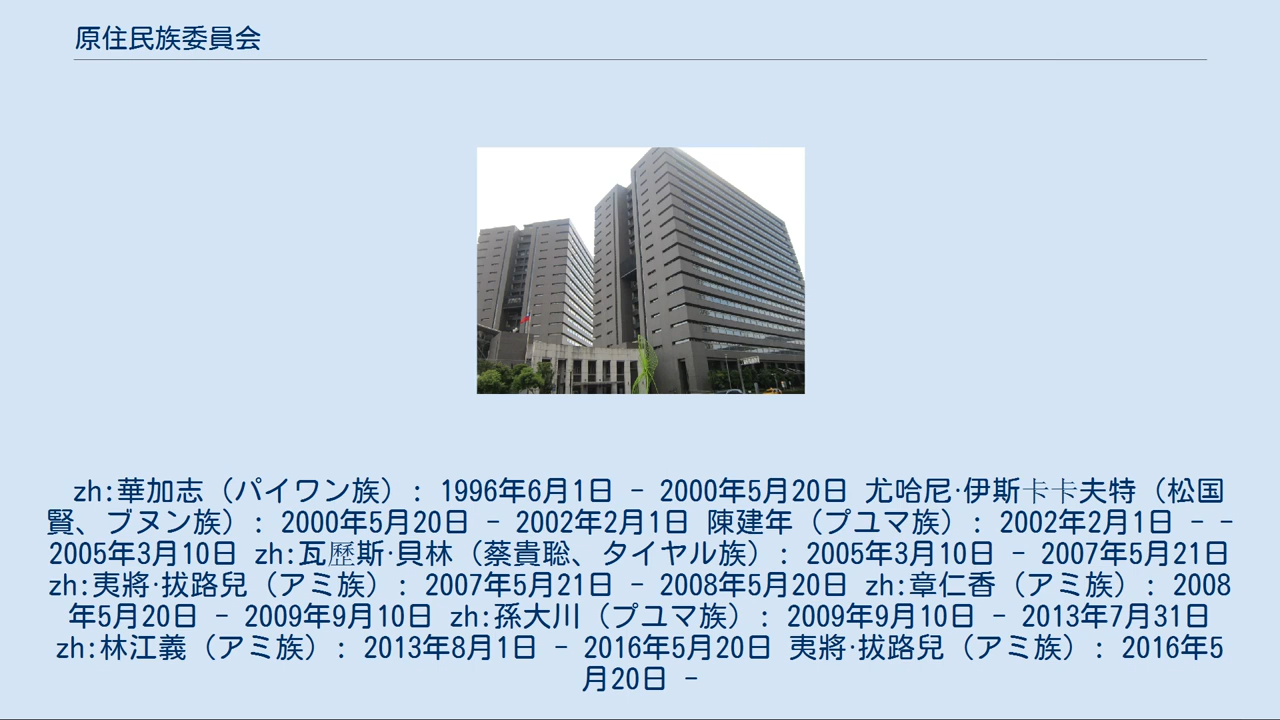 原住民族委員会
zh:華加志（パイワン族）: 1996年6月1日 - 2000年5月20日 尤哈尼·伊斯卡卡夫特（松国
賢、ブヌン族）: 2000年5月20日 - 2002年2月1日 陳建年（プユマ族）: 2002年2月1日 - -
2005年3月10日 zh:瓦歷斯·貝林（蔡貴聡、タイヤル族）: 2005年3月10日 - 2007年5月21日
zh:夷將·拔路兒（アミ族）: 2007年5月21日 - 2008年5月20日 zh:章仁香（アミ族）: 2008
年5月20日 - 2009年9月10日 zh:孫大川（プユマ族）: 2009年9月10日 - 2013年7月31日
zh:林江義（アミ族）: 2013年8月1日 - 2016年5月20日 夷將·拔路兒（アミ族）: 2016年5
月20日 -